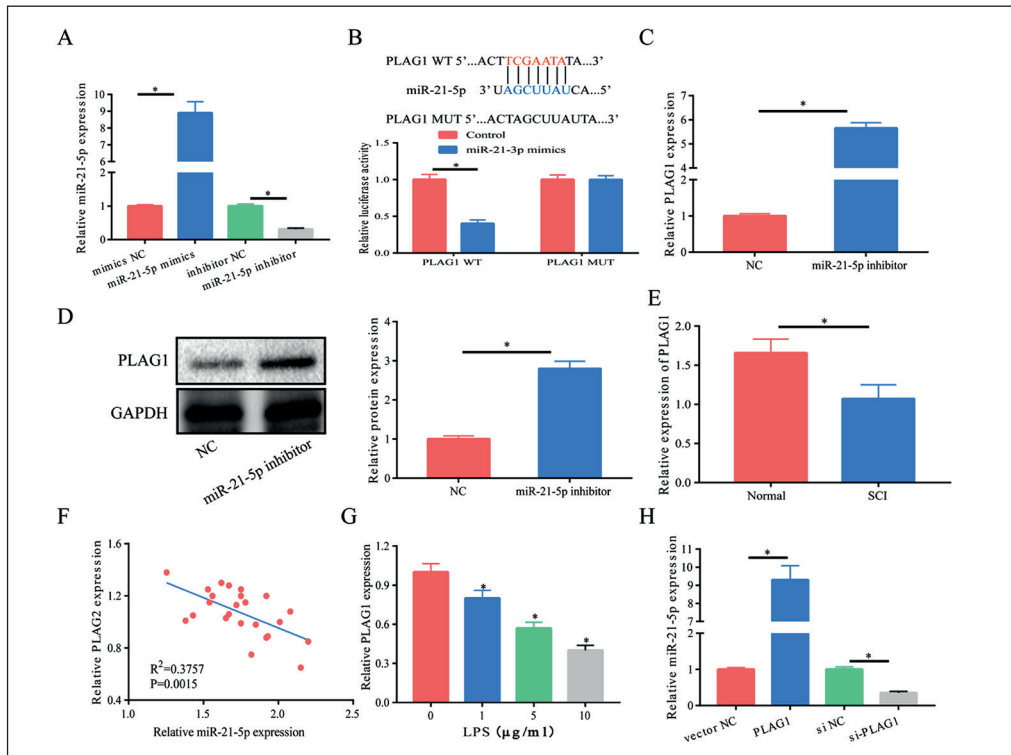 A
Relative miR-21-5p expression
10
9
8
7
6
5
2
1
0
*
*
mimics NC
miR-21-5p mimics
inhibitor NC
miR-21-5p inhibitor
B
PLAG1 WT 5’...ACTTCGAATATA...3’
miR-21-5p 3’ UAGCUUAUCA...5’
PLAG1 MUT 5’...ACTAGCUUAUTA...3’
Control
miR-21-3p mimics
Relative luciferase activity
1.5
1.0
0.5
0.0
*
PLAG1 WT
PLAG1 MUT
C
Relative PLAG1 expression
7
6
5
4
3
2
1
0
*
NC
miR-21-5p inhibitor
D
PLAG1
GAPDH
NC
miR-21-5p inhibitor
Relative protein expression
4
3
2
1
0
*
NC
miR-21-5p inhibitor
E
Relative expression of PLAG1
2.0
1.5
1.0
0.5
0.0
*
Normal
SCI
F
Relative PLAG2 expression
1.6
1.2
0.8
0.4
R²=0.3757
P=0.0015
1.0
1.5
2.0
2.5
Relative miR-21-5p expression
G
Relative PLAG1 expression
1.2
0.9
0.6
0.3
0.0
*
*
*
0
1
5
10
LPS (μg/ml)
H
Relative miR-21-5p expression
11
10
9
8
7
6
5
2
1
0
*
*
vector NC
PLAG1
si NC
si-PLAG1